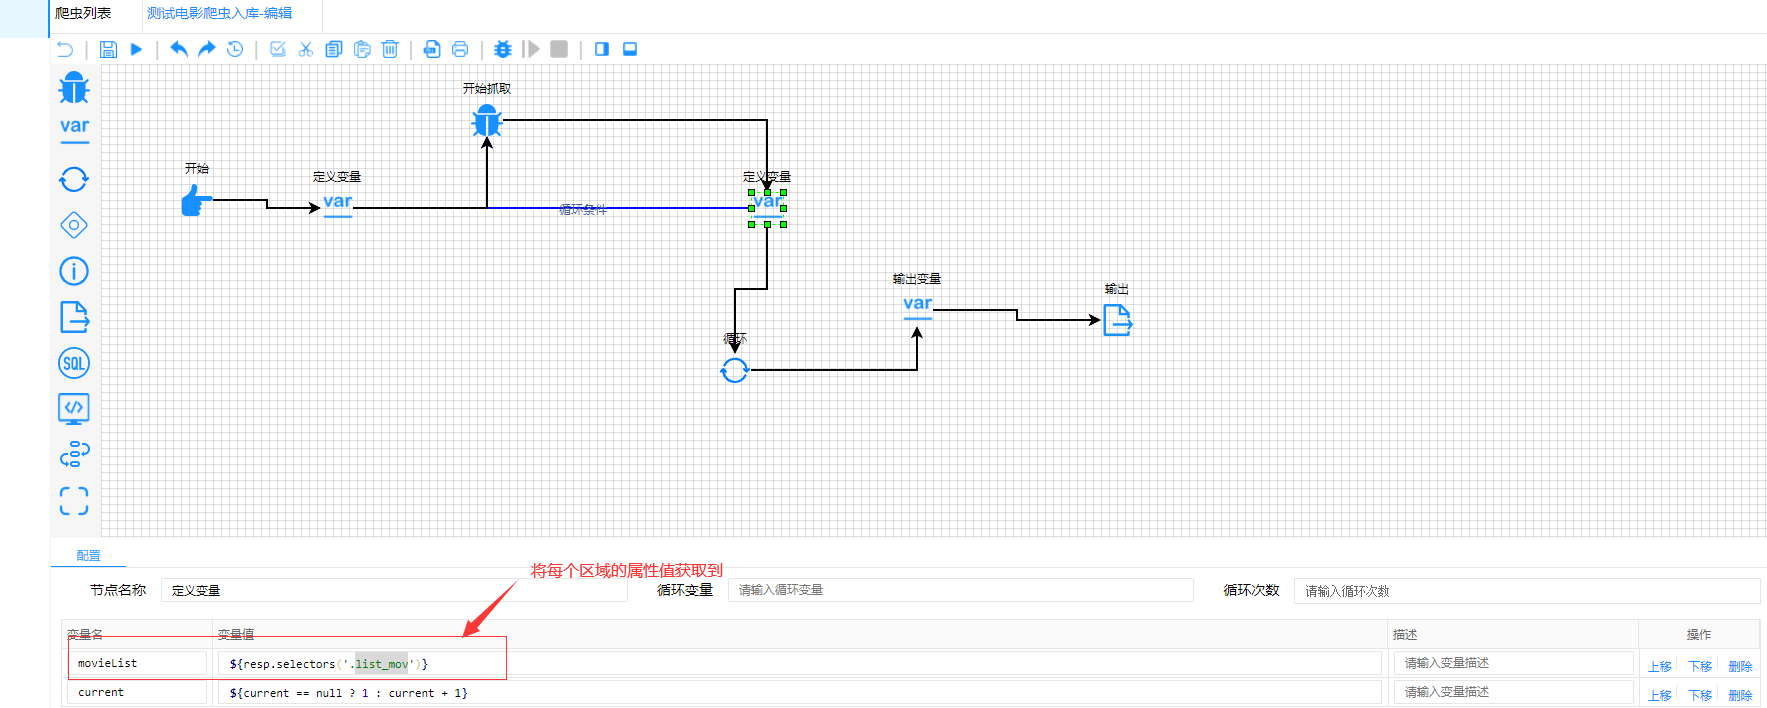 爬虫列表 测试电影爬虫入库-编辑
var
SQL
开始抓取
开始
定义变量
var
循环条件
定义变量
var
循环
输出变量
var
输出
配置
将每个区域的属性值获取到
节点名称 定义变量 循环变量 请输入循环变量 循环次数 请输入循环次数
变量名 变量值 描述 操作
movieList ${resp.selectors('.list_mov')} 请输入变量描述 上移 下移 删除
current ${current == null ? 1 : current + 1} 请输入变量描述 上移 下移 删除